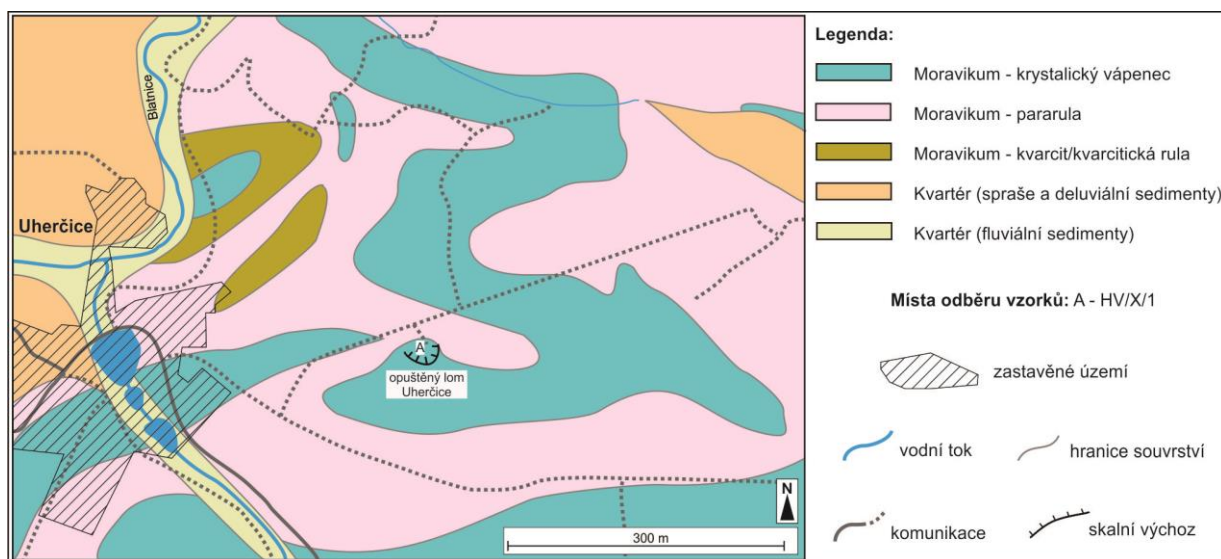 Blatnice
Uherčice
A
opuštěný lom
Uherčice
N
300 m
Legenda:
Moravikum - krystalický vápenec
Moravikum - pararula
Moravikum - kvarcit/kvarcitická rula
Kvartér (spraše a deluviální sedimenty)
Kvartér (fluviální sedimenty)
Místa odběru vzorků: A - HV/X/1
zastavěné území
vodní tok
hranice souvrství
komunikace
skalní výchoz